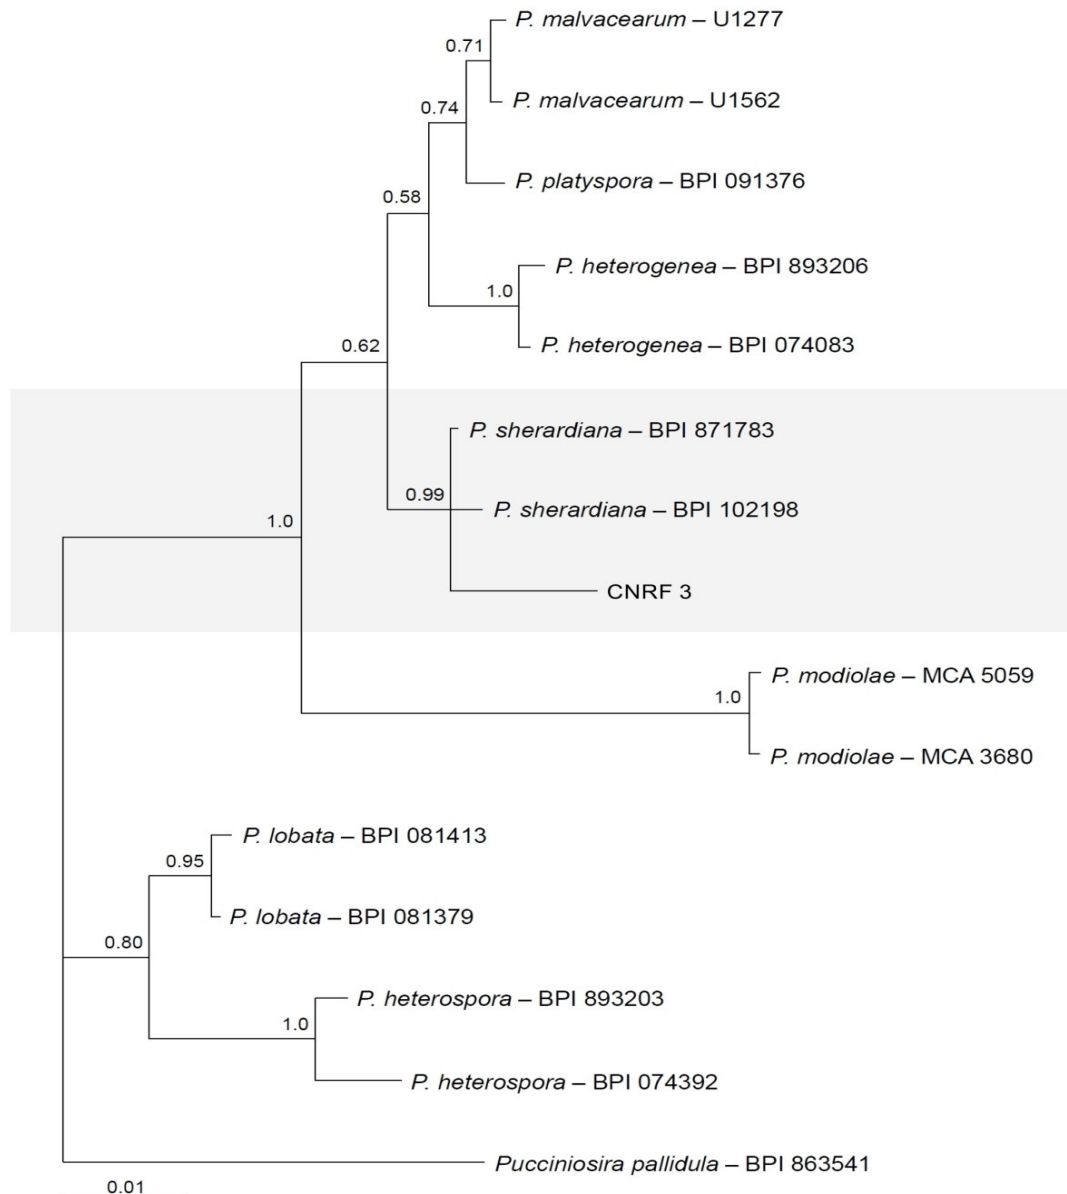 P. malvacearum – U1277
0.71
P. malvacearum – U1562
0.74
P. platyspora – BPI 091376
0.58
P. heterogenea – BPI 893206
1.0
P. heterogenea – BPI 074083
0.62
P. sherardiana – BPI 871783
0.99
P. sherardiana – BPI 102198
1.0
CNRF 3
P. modiolae – MCA 5059
1.0
P. modiolae – MCA 3680
P. lobata – BPI 081413
0.95
P. lobata – BPI 081379
0.80
P. heterospora – BPI 893203
1.0
P. heterospora – BPI 074392
Pucciniosira pallidula – BPI 863541
0.01